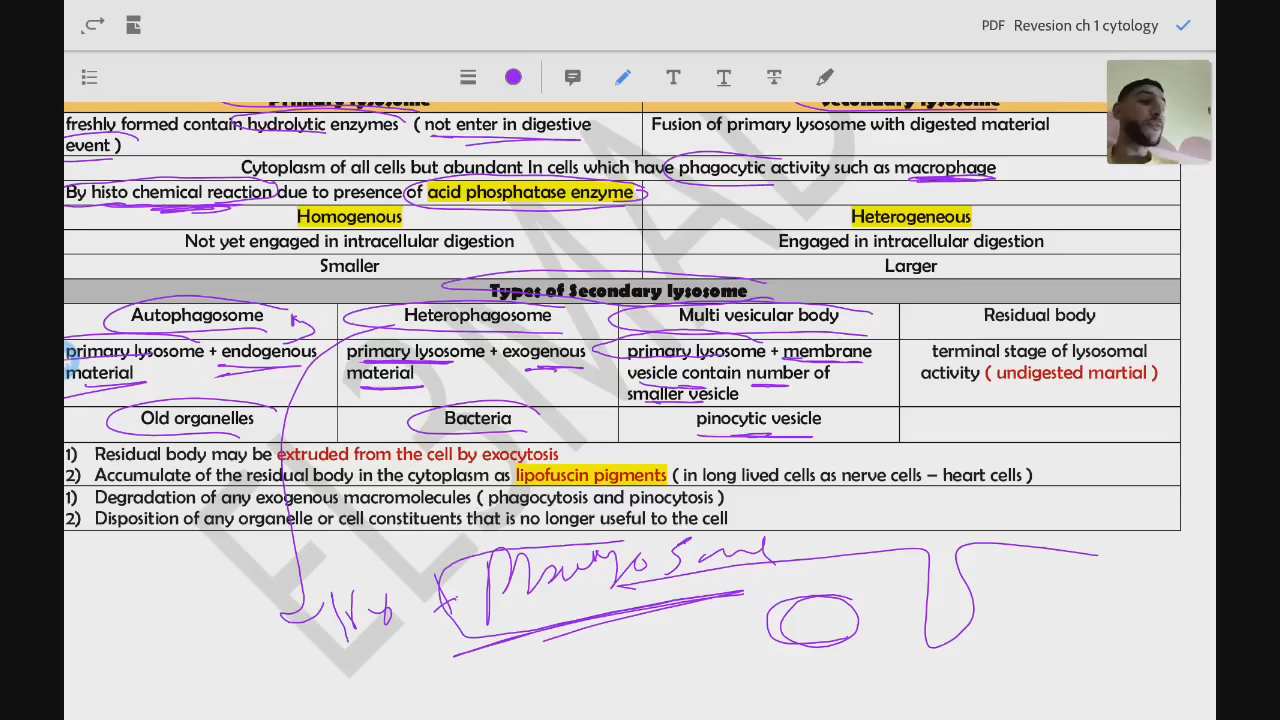 PDF Revesion ch 1 cytology
Primary lysosome
Secondary lysosome
freshly formed contain hydrolytic enzymes ( not enter in digestive
event )
Fusion of primary lysosome with digested material
Cytoplasm of all cells but abundant In cells which have phagocytic activity such as macrophage
By histo chemical reaction due to presence of acid phosphatase enzyme
Homogenous
Heterogeneous
Not yet engaged in intracellular digestion
Engaged in intracellular digestion
Smaller
Larger
Types of Secondary lysosome
Autophagosome
Heterophagosome
Multi vesicular body
Residual body
primary lysosome + endogenous
material
primary lysosome + exogenous
material
primary lysosome + membrane
vesicle contain number of
smaller vesicle
terminal stage of lysosomal
activity ( undigested martial )
Old organelles
Bacteria
pinocytic vesicle
1) Residual body may be extruded from the cell by exocytosis
2) Accumulate of the residual body in the cytoplasm as lipofuscin pigments ( in long lived cells as nerve cells – heart cells )
1) Degradation of any exogenous macromolecules ( phagocytosis and pinocytosis )
2) Disposition of any organelle or cell constituents that is no longer useful to the cell